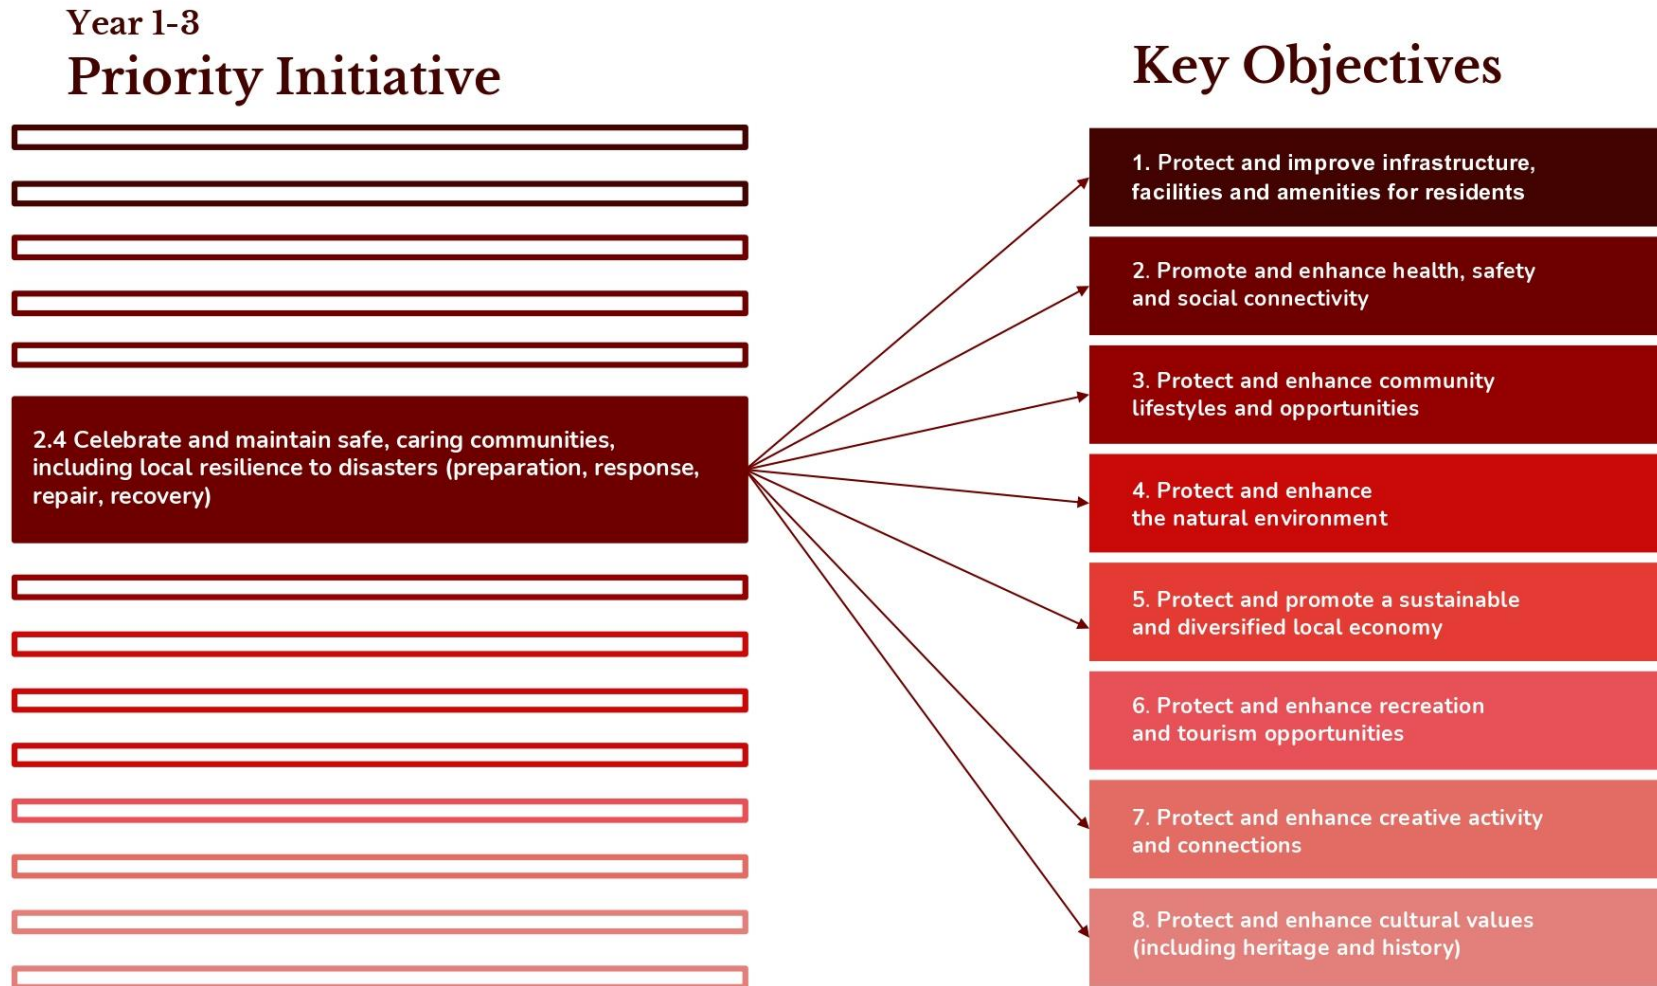 Year 1-3
Priority Initiative
2.4 Celebrate and maintain safe, caring communities,
including local resilience to disasters (preparation, response,
repair, recovery)
Key Objectives
1. Protect and improve infrastructure,
facilities and amenities for residents
2. Promote and enhance health, safety
and social connectivity
3. Protect and enhance community
lifestyles and opportunities
4. Protect and enhance
the natural environment
5. Protect and promote a sustainable
and diversified local economy
6. Protect and enhance recreation
and tourism opportunities
7. Protect and enhance creative activity
and connections
8. Protect and enhance cultural values
(including heritage and history)